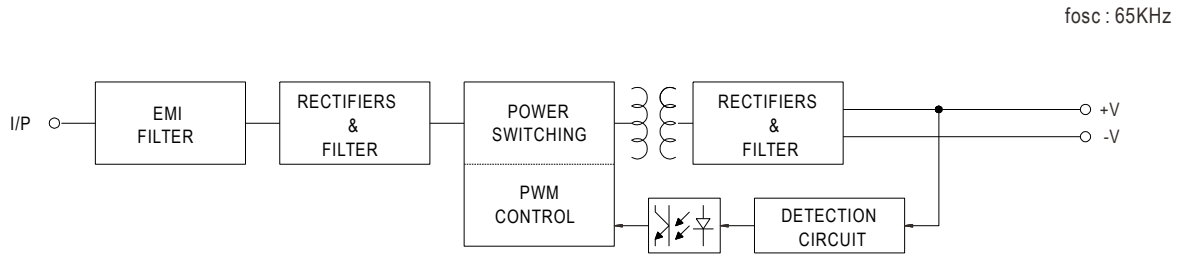 fosc : 65KHz
I/P
EMI
FILTER
RECTIFIERS
&
FILTER
POWER
SWITCHING
PWM
CONTROL
RECTIFIERS
&
FILTER
+V
-V
DETECTION
CIRCUIT